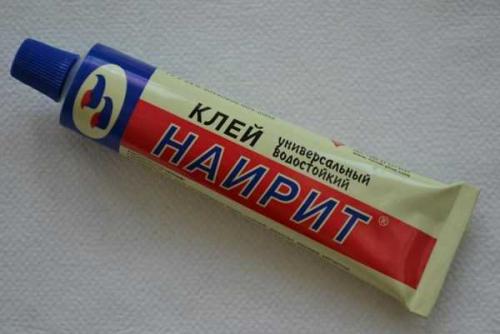 КЛЕЙ
универсальный
водостойкий
НАИРИТ®